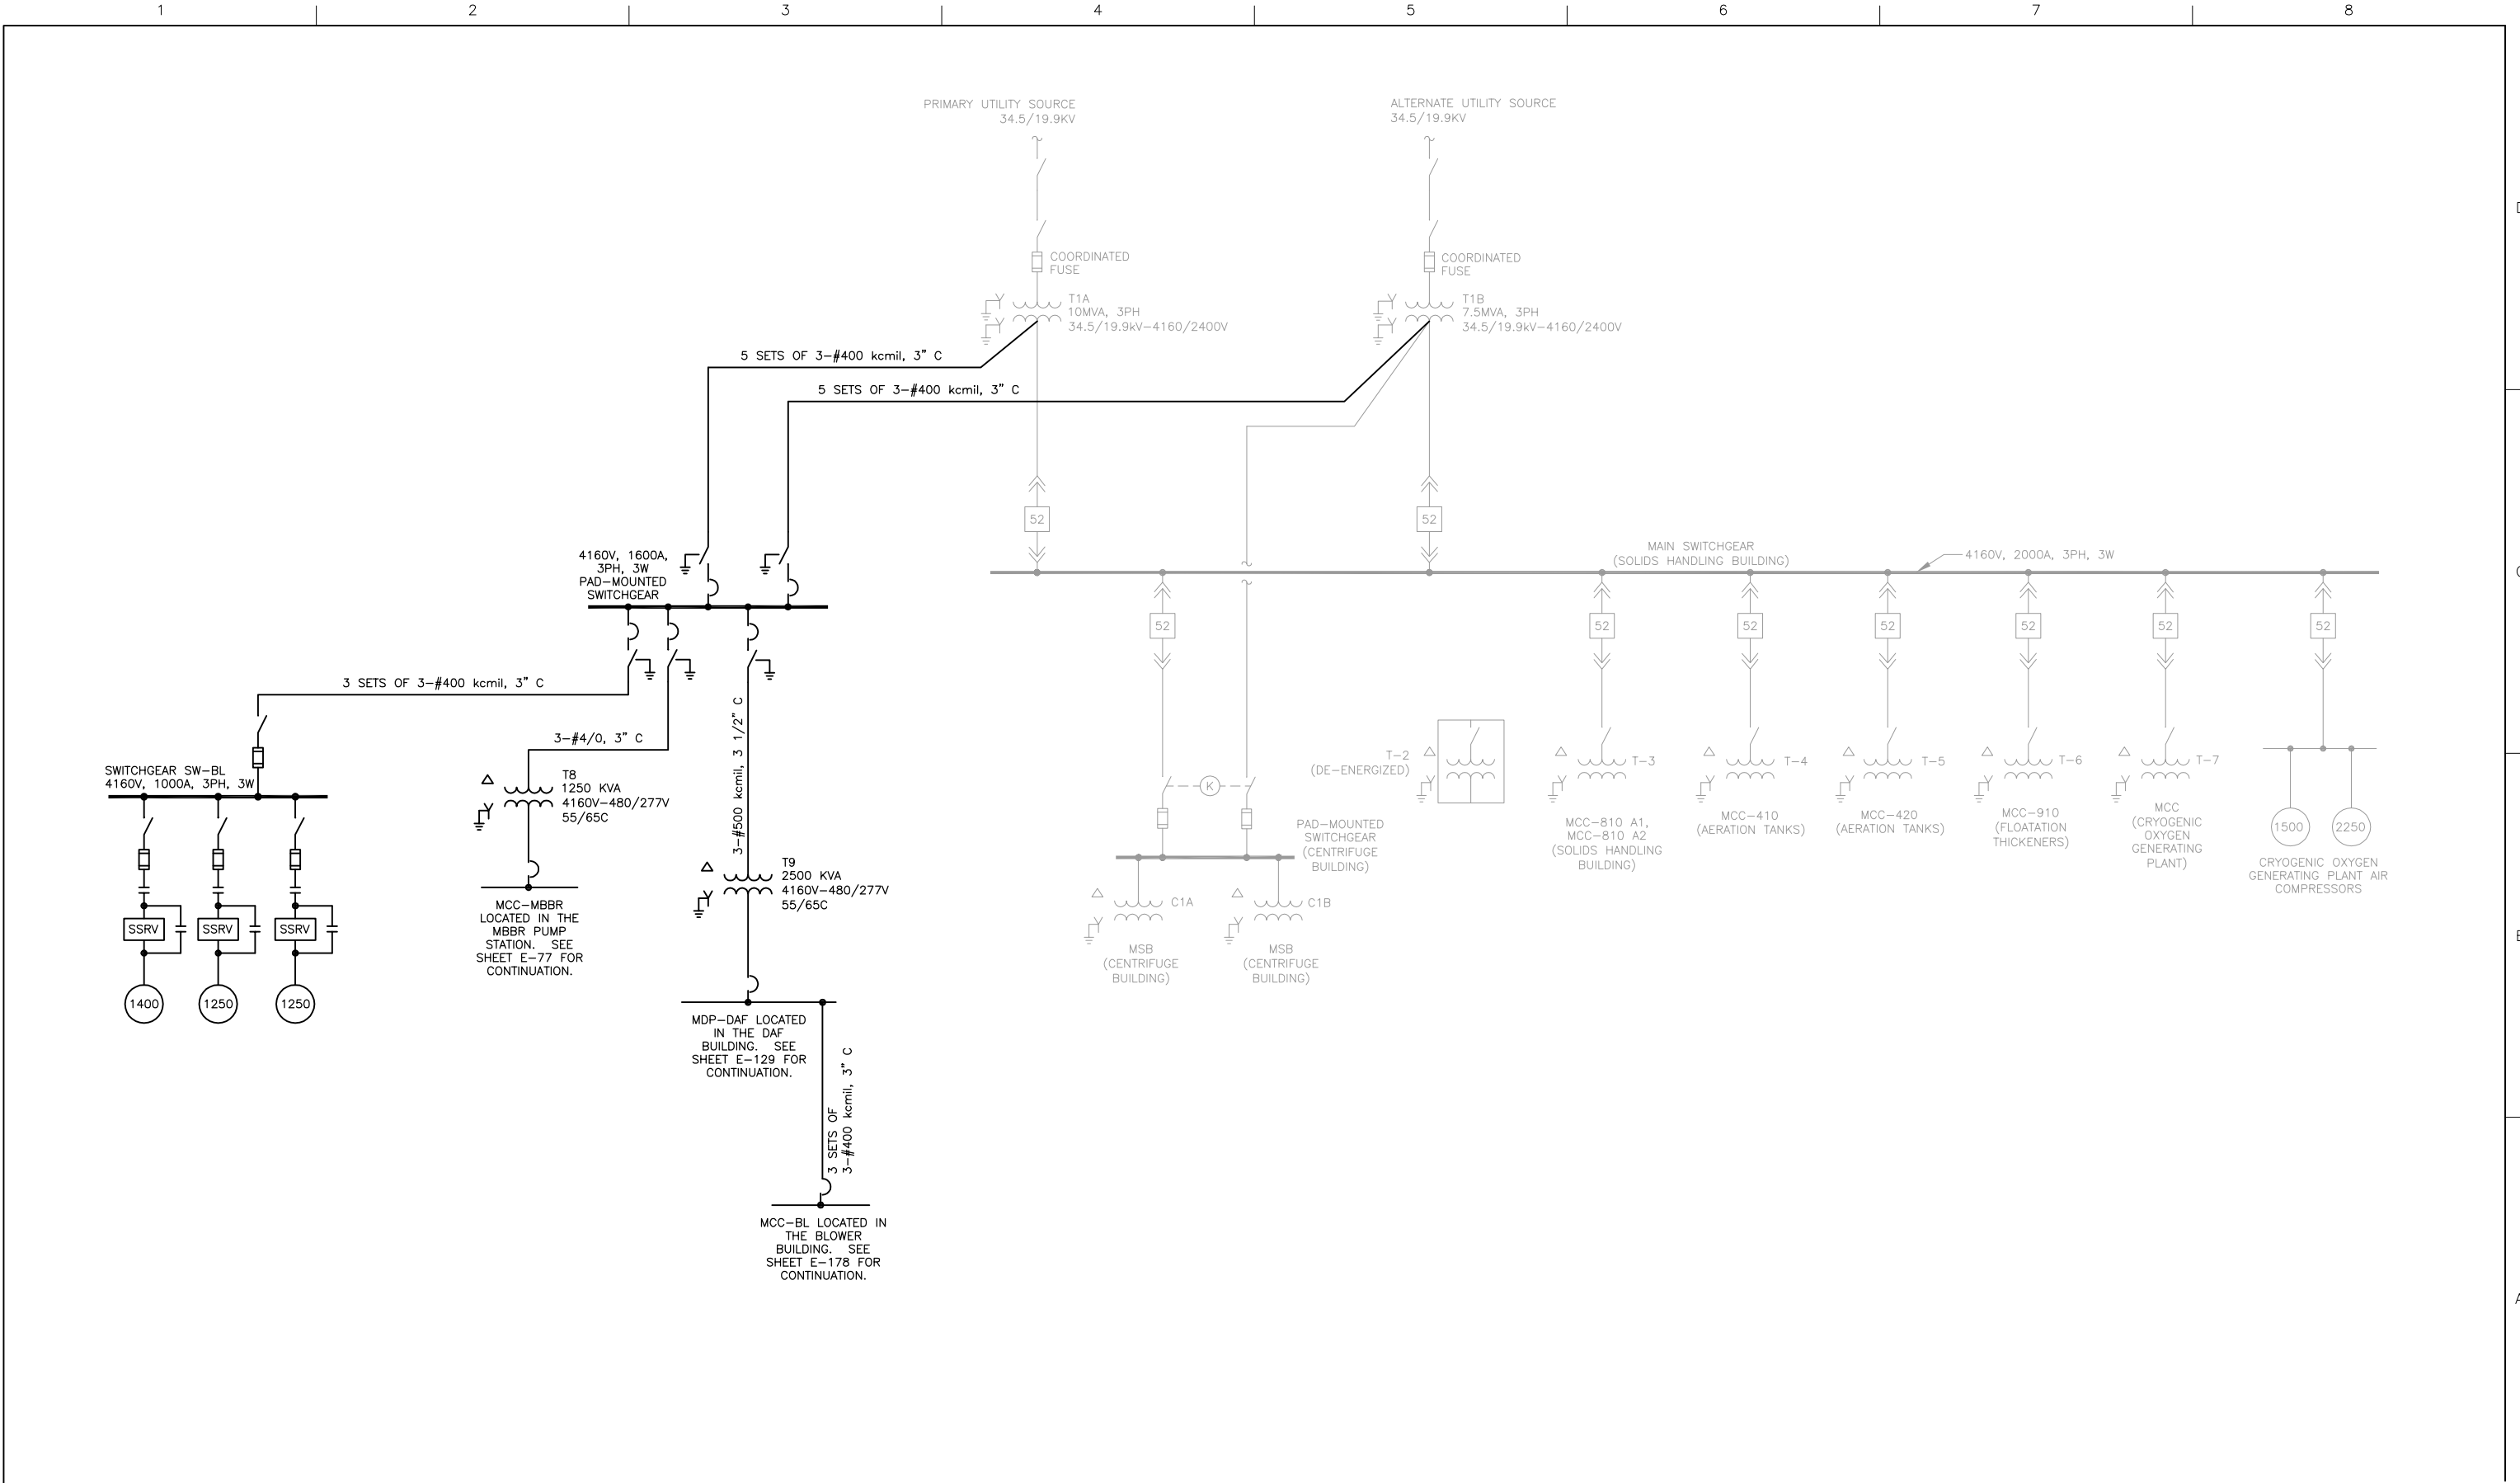 1
2
3
4
5
6
7
8
PRIMARY UTILITY SOURCE
34.5/19.9KV
ALTERNATE UTILITY SOURCE
34.5/19.9KV
D
COORDINATED
FUSE
COORDINATED
FUSE
T1A
10MVA, 3PH
34.5/19.9kV-4160/2400V
T1B
7.5MVA, 3PH
34.5/19.9kV-4160/2400V
5 SETS OF 3-#400 kcmil, 3" C
5 SETS OF 3-#400 kcmil, 3" C
52
52
4160V, 1600A,
3PH, 3W
PAD-MOUNTED
SWITCHGEAR
MAIN SWITCHGEAR
(SOLIDS HANDLING BUILDING)
4160V, 2000A, 3PH, 3W
52
52
52
52
52
52
52
3 SETS OF 3-#400 kcmil, 3" C
3-#4/0, 3" C
3-#500 kcmil, 3 1/2" C
SWITCHGEAR SW-BL
4160V, 1000A, 3PH, 3W
T8
1250 KVA
4160V-480/277V
55/65C
K
T-2
(DE-ENERGIZED)
T-3
T-4
T-5
T-6
T-7
PAD-MOUNTED
SWITCHGEAR
(CENTRIFUGE
BUILDING)
MCC-810 A1,
MCC-810 A2
(SOLIDS HANDLING
BUILDING)
MCC-410
(AERATION TANKS)
MCC-420
(AERATION TANKS)
MCC-910
(FLOATATION
THICKENERS)
MCC
(CRYOGENIC
OXYGEN
GENERATING
PLANT)
1500
2250
CRYOGENIC OXYGEN
GENERATING PLANT AIR
COMPRESSORS
T9
2500 KVA
4160V-480/277V
55/65C
C1A
C1B
MSB
(CENTRIFUGE
BUILDING)
MSB
(CENTRIFUGE
BUILDING)
SSRV
SSRV
SSRV
1400
1250
1250
MCC-MBBR
LOCATED IN THE
MBBR PUMP
STATION. SEE
SHEET E-77 FOR
CONTINUATION.
MDP-DAF LOCATED
IN THE DAF
BUILDING. SEE
SHEET E-129 FOR
CONTINUATION.
3 SETS OF
3-#400 kcmil, 3" C
MCC-BL LOCATED IN
THE BLOWER
BUILDING. SEE
SHEET E-178 FOR
CONTINUATION.
A